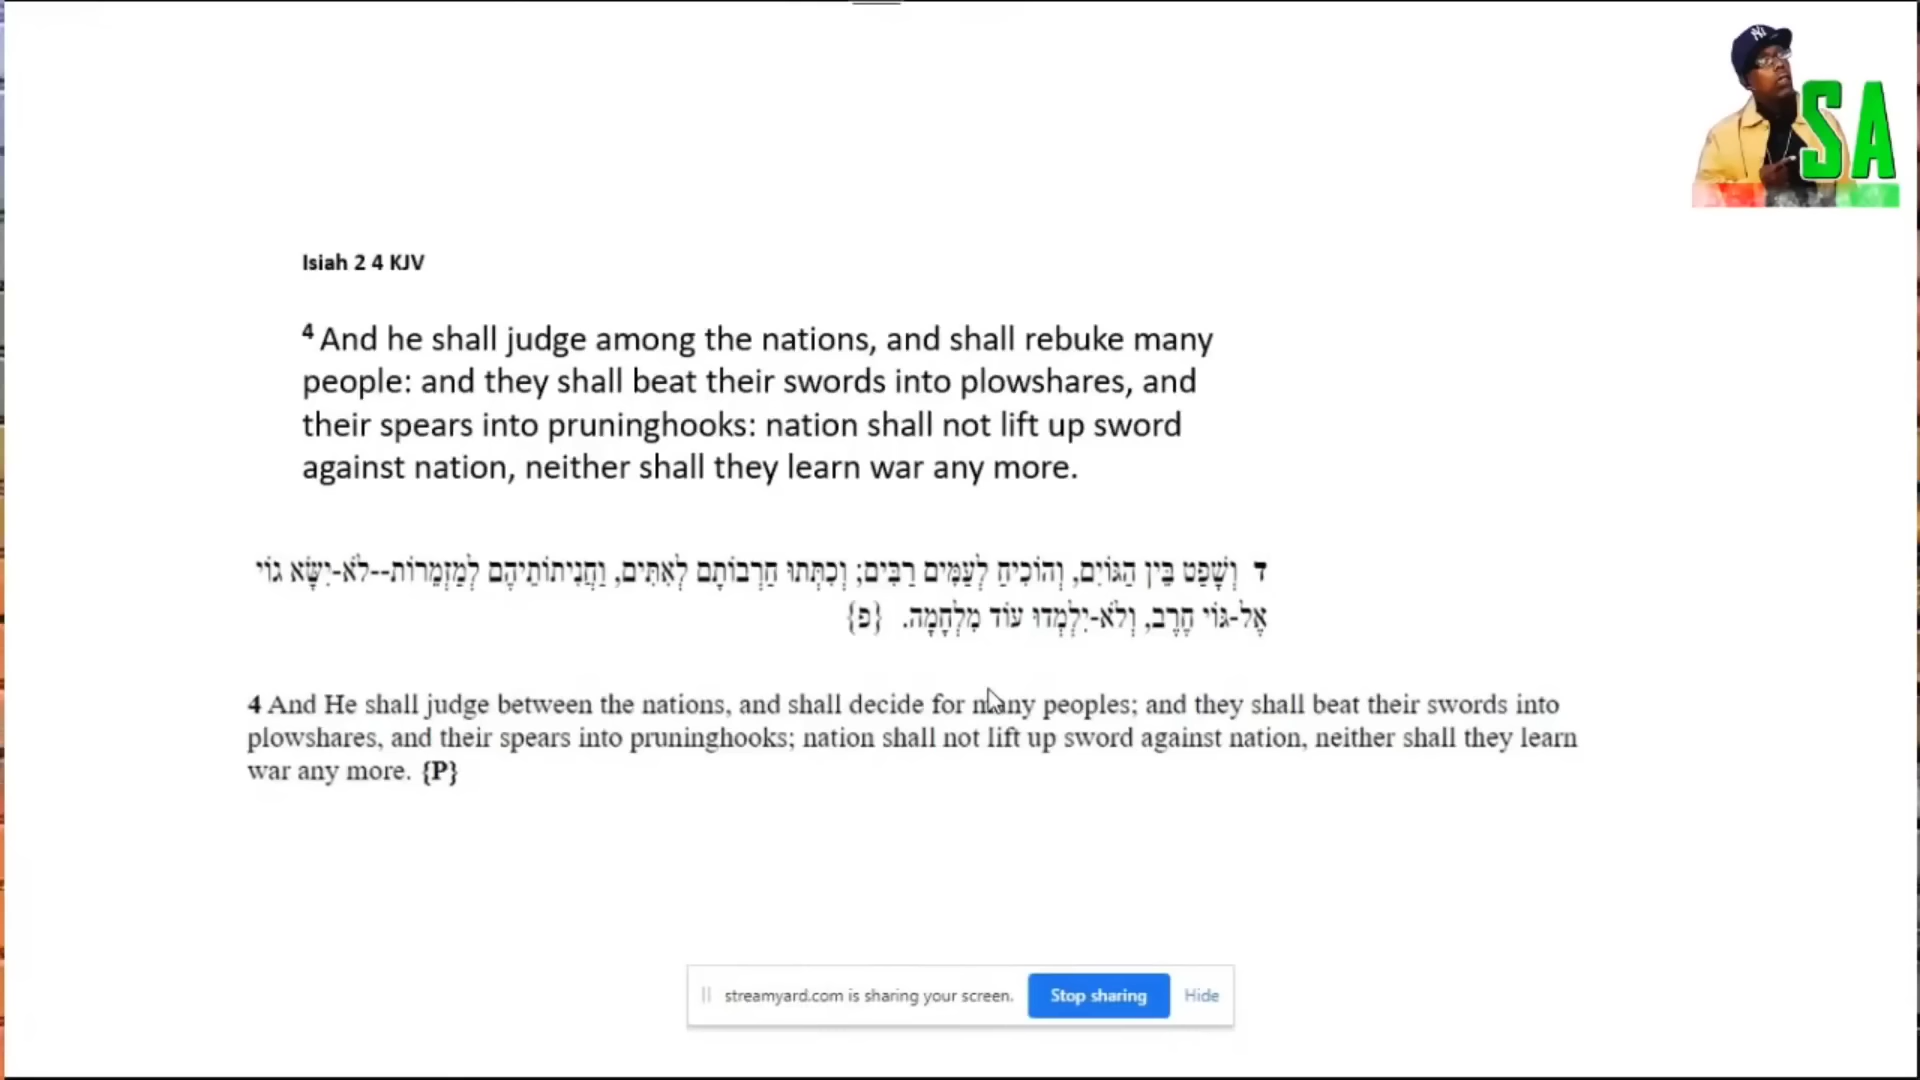 SA
Isiah 2 4 KJV
4 And he shall judge among the nations, and shall rebuke many
people: and they shall beat their swords into plowshares, and
their spears into pruninghooks: nation shall not lift up sword
against nation, neither shall they learn war any more.
ד וְשָׁפַט בֵּין הַגּוֹיִם, וְהוֹכִיחַ לְעַמִּים רַבִּים; וְכִתְּתוּ חַרְבוֹתָם לְאִתִּים, וַחֲנִיתוֹתֵיהֶם לְמַזְמֵרוֹת--לֹא-יִשָּׂא גוֹי
אֶל-גּוֹי חֶרֶב, וְלֹא-יִלְמְדוּ עוֹד מִלְחָמָה. {פ}
4 And He shall judge between the nations, and shall decide for many peoples; and they shall beat their swords into
plowshares, and their spears into pruninghooks; nation shall not lift up sword against nation, neither shall they learn
war any more. {P}
streamyard.com is sharing your screen. Stop sharing Hide